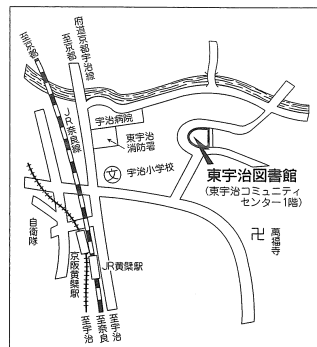 至京都
至京都
府道京都宇治線
JR奈良線
宇治病院
東宇治
消防署
文
宇治小学校
東宇治図書館
(東宇治コミュニティ
センター1階)
卍
萬福寺
自衛隊
京阪黄檗駅
JR黄檗駅
至宇治
至奈良
至宇治